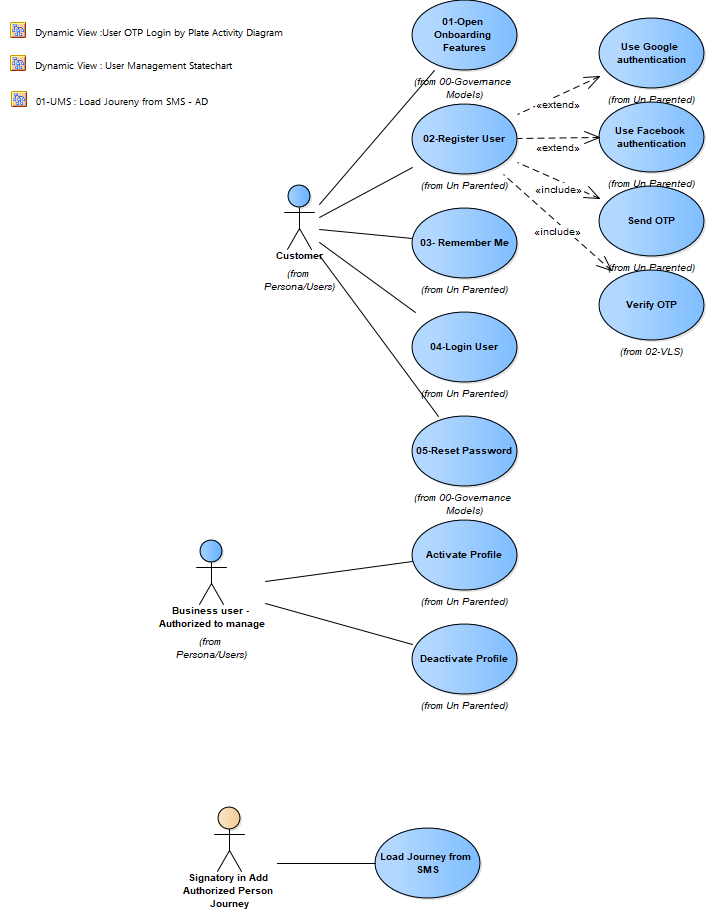 Dynamic View :User OTP Login by Plate Activity Diagram
Dynamic View : User Management Statechart
01-UMS : Load Joureny from SMS - AD
01-Open
Onboarding
Features
(from 00-Governance
Models)
Use Google
authentication
(from Un Parented)
«extend»
02-Register User
(from Un Parented)
Use Facebook
authentication
(from Un Parented)
«extend»
«include»
Send OTP
(from Un Parented)
«include»
Customer
(from
Persona/Users)
03- Remember Me
(from Un Parented)
Verify OTP
(from 02-VLS)
04-Login User
(from Un Parented)
05-Reset Password
(from 00-Governance
Models)
Business user -
Authorized to manage
(from
Persona/Users)
Activate Profile
(from Un Parented)
Deactivate Profile
(from Un Parented)
Signatory in Add
Authorized Person
Journey
Load Journey from
SMS